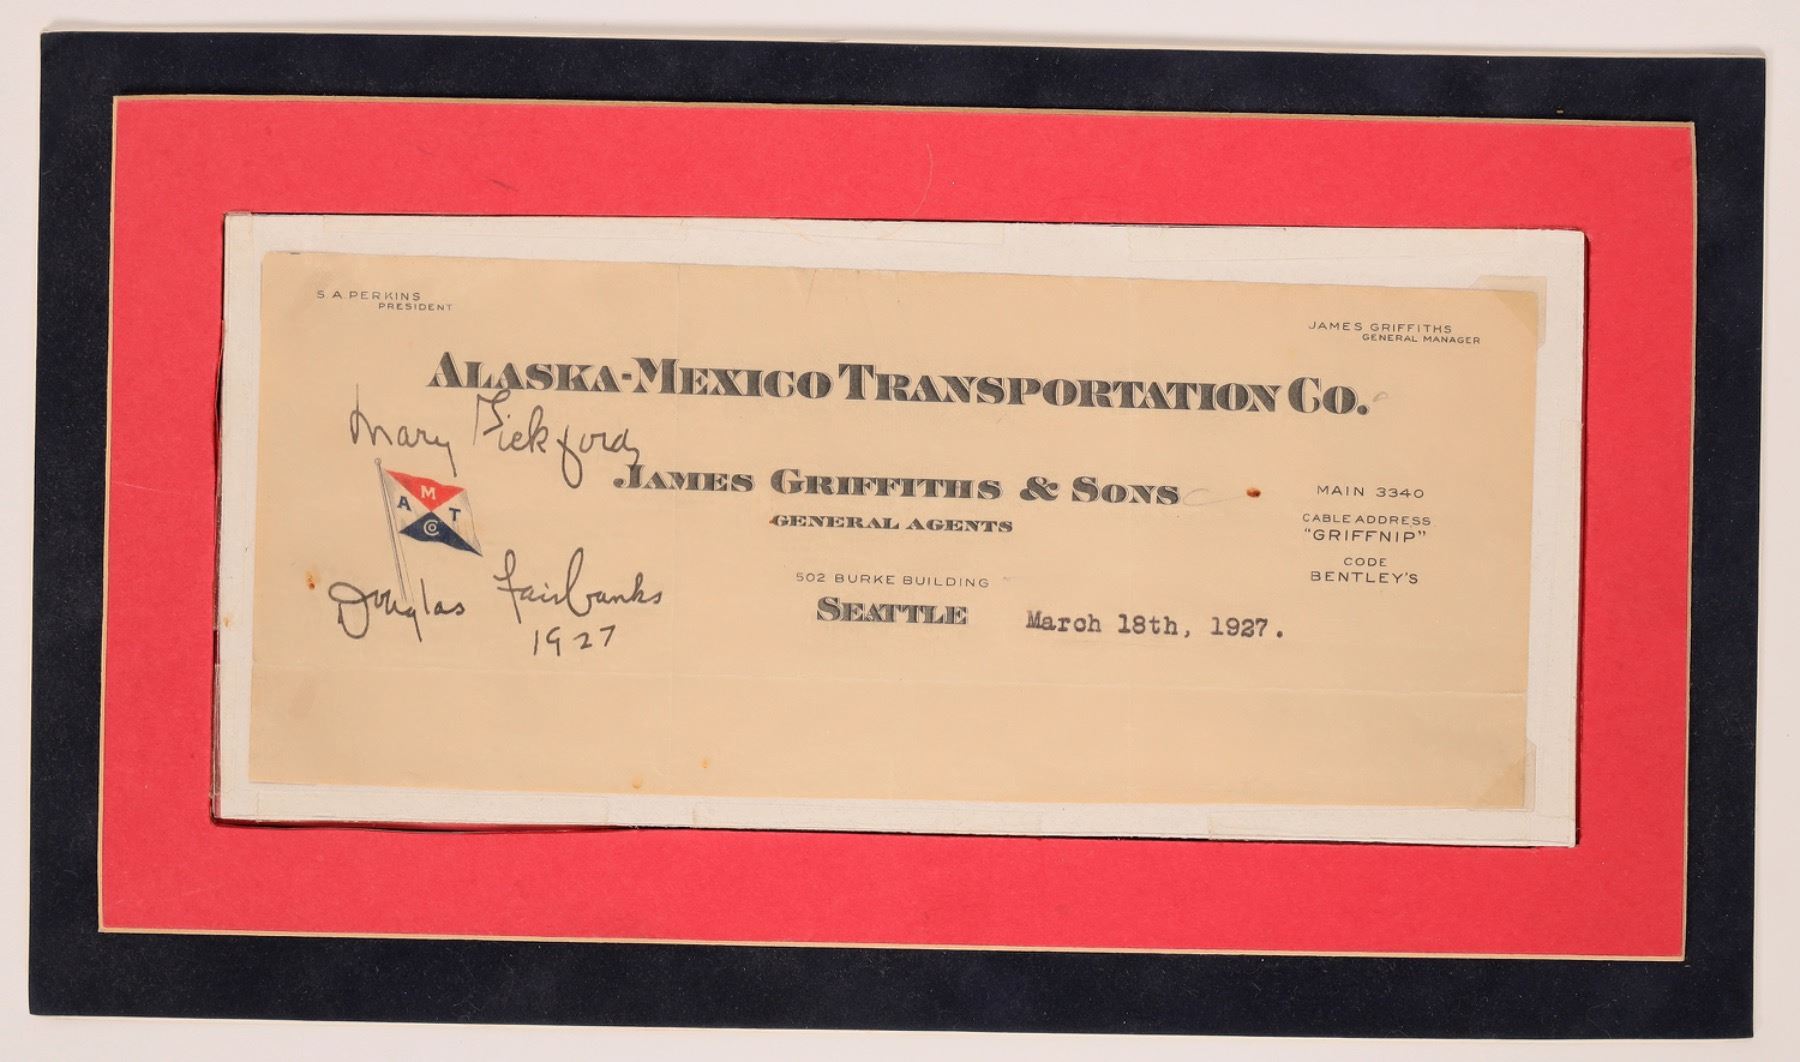 S. A. PERKINS
PRESIDENT
JAMES GRIFFITHS
GENERAL MANAGER
ALASKA-MEXICO TRANSPORTATION CO.
Mary Pickford
JAMES GRIFFITHS & SONS
GENERAL AGENTS
MAIN 3340
CABLE ADDRESS
"GRIFFNIP"
CODE
BENTLEY'S
M
A T
CO
502 BURKE BUILDING
SEATTLE
March 18th, 1927.
Douglas Fairbanks
1927